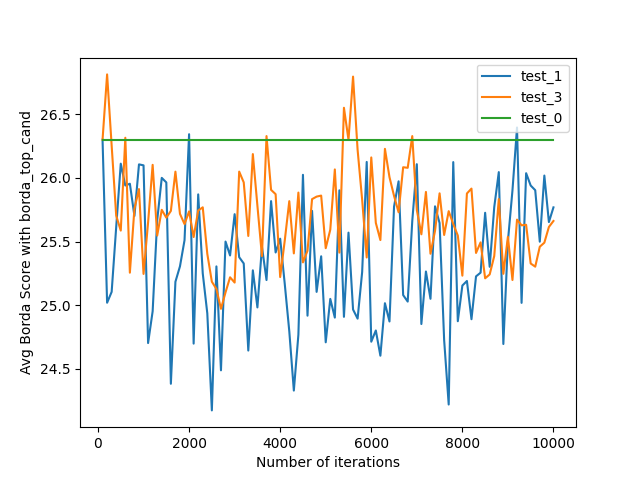 test_1
test_3
test_0
26.5
26.0
25.5
25.0
24.5
Avg Borda Score with borda_top_cand
0 2000 4000 6000 8000 10000
Number of iterations